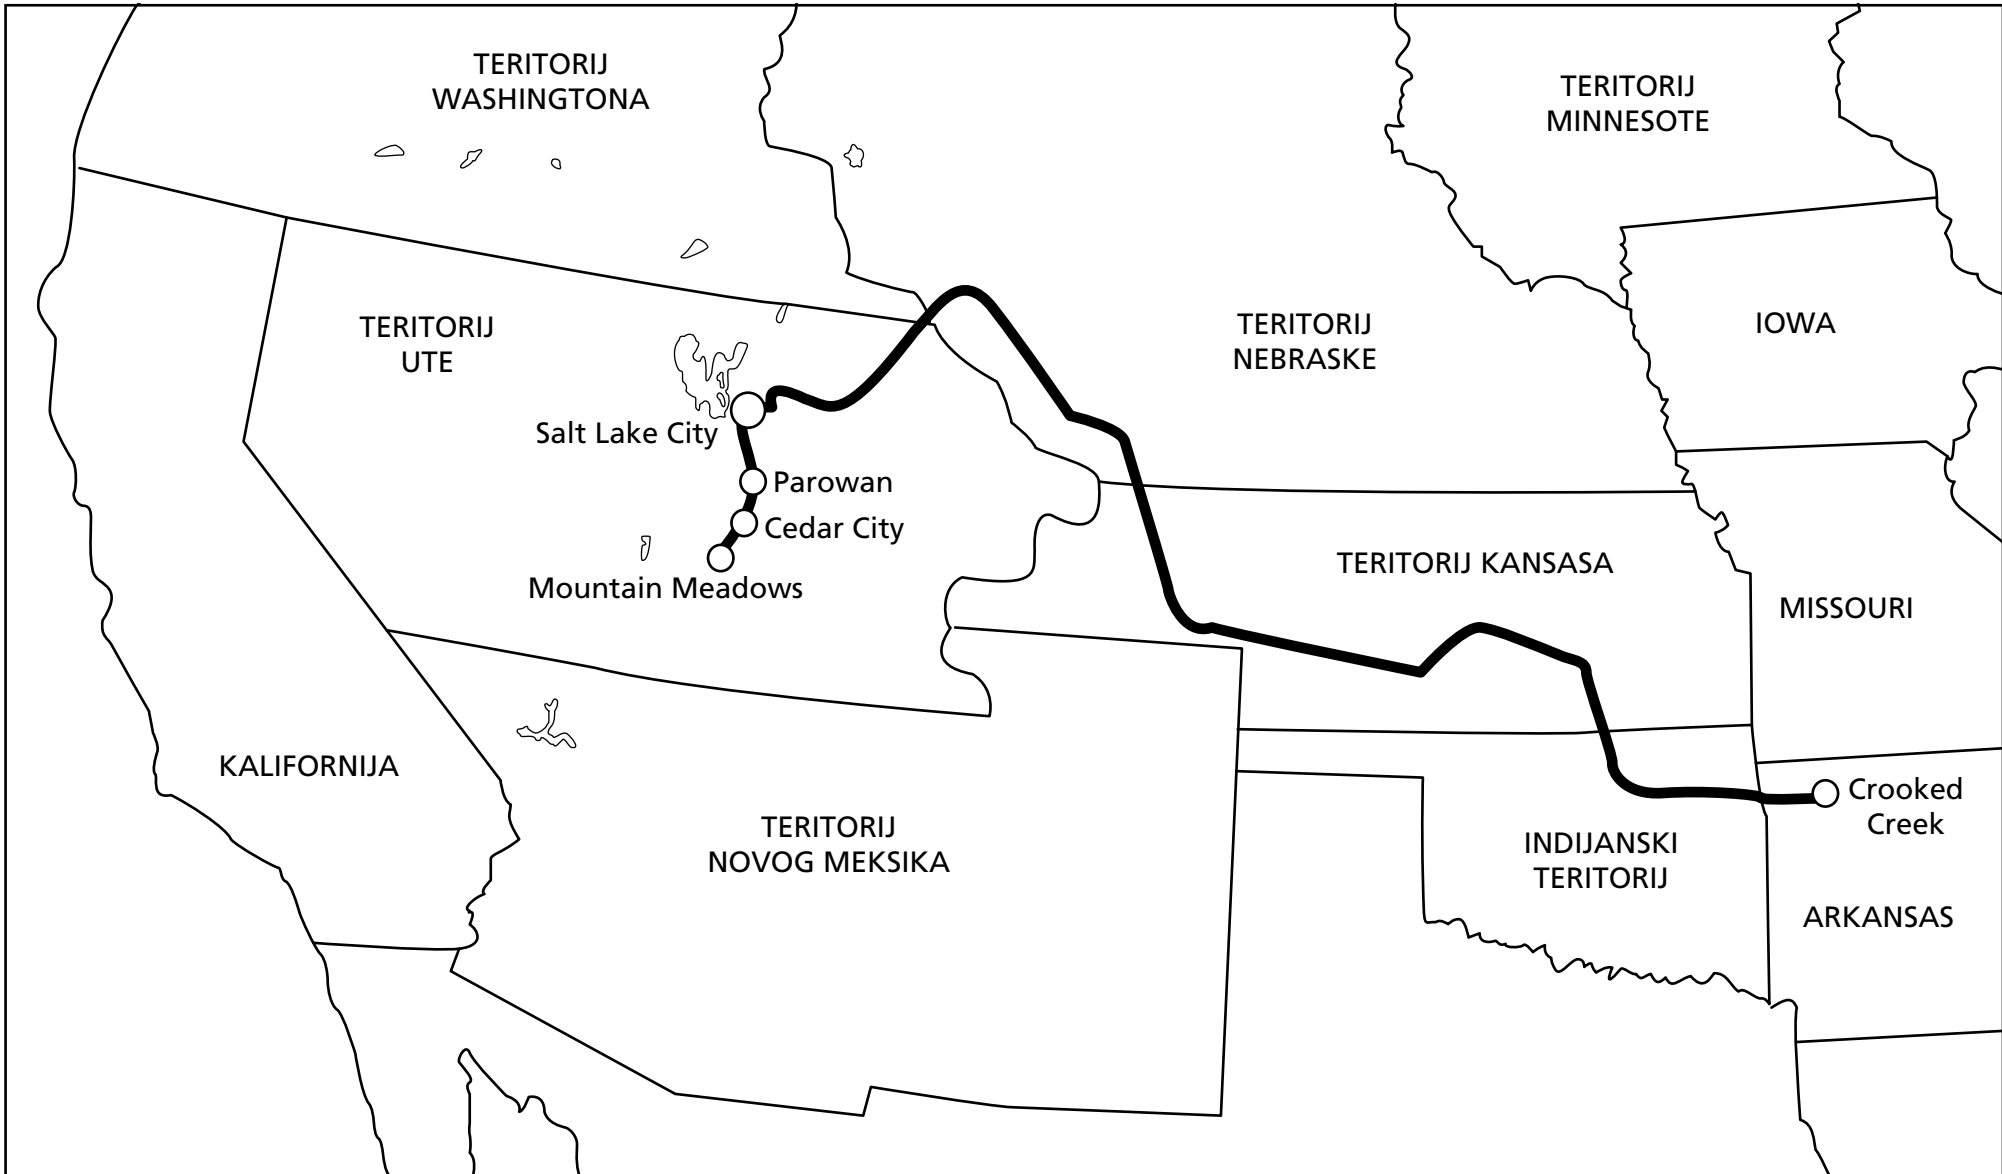 TERITORIJ
WASHINGTONA
TERITORIJ
MINNESOTE
TERITORIJ
UTE
TERITORIJ
NEBRASKE
IOWA
Salt Lake City
Parowan
Cedar City
Mountain Meadows
TERITORIJ KANSASA
MISSOURI
KALIFORNIJA
TERITORIJ
NOVOG MEKSIKA
Crooked
Creek
INDIJANSKI
TERITORIJ
ARKANSAS